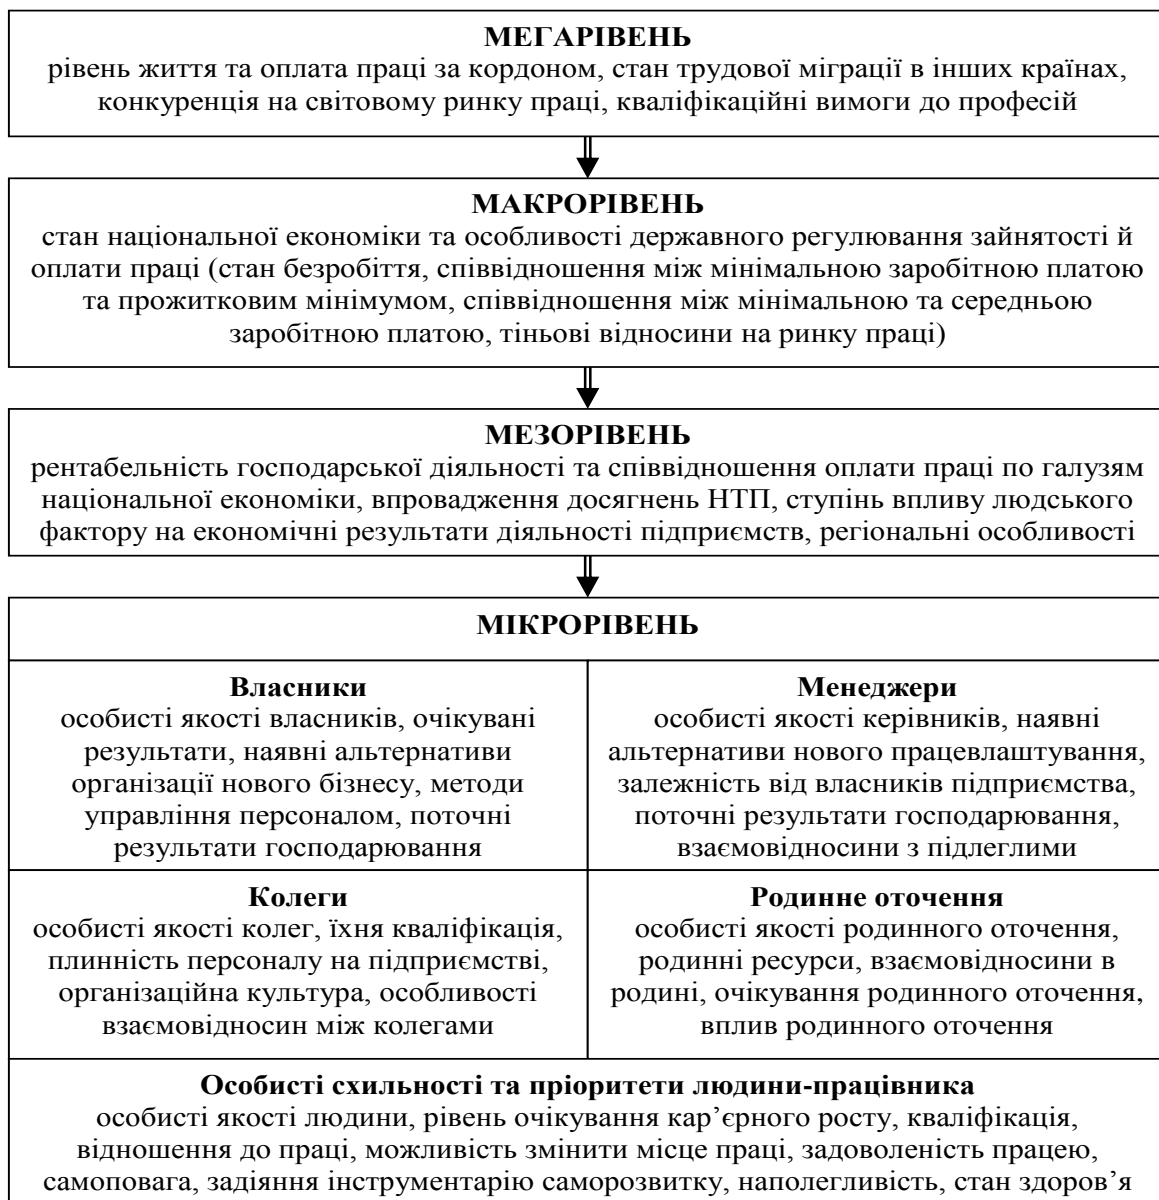 МЕГАРІВЕНЬ
рівень життя та оплата праці за кордоном, стан трудової міграції в інших країнах,
конкуренція на світовому ринку праці, кваліфікаційні вимоги до професій
МАКРОРІВЕНЬ
стан національної економіки та особливості державного регулювання зайнятості й
оплати праці (стан безробіття, співвідношення між мінімальною заробітною платою
та прожитковим мінімумом, співвідношення між мінімальною та середньою
заробітною платою, тіньові відносини на ринку праці)
МЕЗОРІВЕНЬ
рентабельність господарської діяльності та співвідношення оплати праці по галузям
національної економіки, впровадження досягнень НТП, ступінь впливу людського
фактору на економічні результати діяльності підприємств, регіональні особливості
МІКРОРІВЕНЬ
Власники
особисті якості власників, очікувані
результати, наявні альтернативи
організації нового бізнесу, методи
управління персоналом, поточні
результати господарювання
Менеджери
особисті якості керівників, наявні
альтернативи нового працевлаштування,
залежність від власників підприємства,
поточні результати господарювання,
взаємовідносини з підлеглими
Колеги
особисті якості колег, їхня кваліфікація,
плинність персоналу на підприємстві,
організаційна культура, особливості
взаємовідносин між колегами
Родинне оточення
особисті якості родинного оточення,
родинні ресурси, взаємовідносини в
родині, очікування родинного оточення,
вплив родинного оточення
Особисті схильності та пріоритети людини-працівника
особисті якості людини, рівень очікування кар’єрного росту, кваліфікація,
відношення до праці, можливість змінити місце праці, задоволеність працею,
самоповага, задіяння інструментарію саморозвитку, наполегливість, стан здоров’я